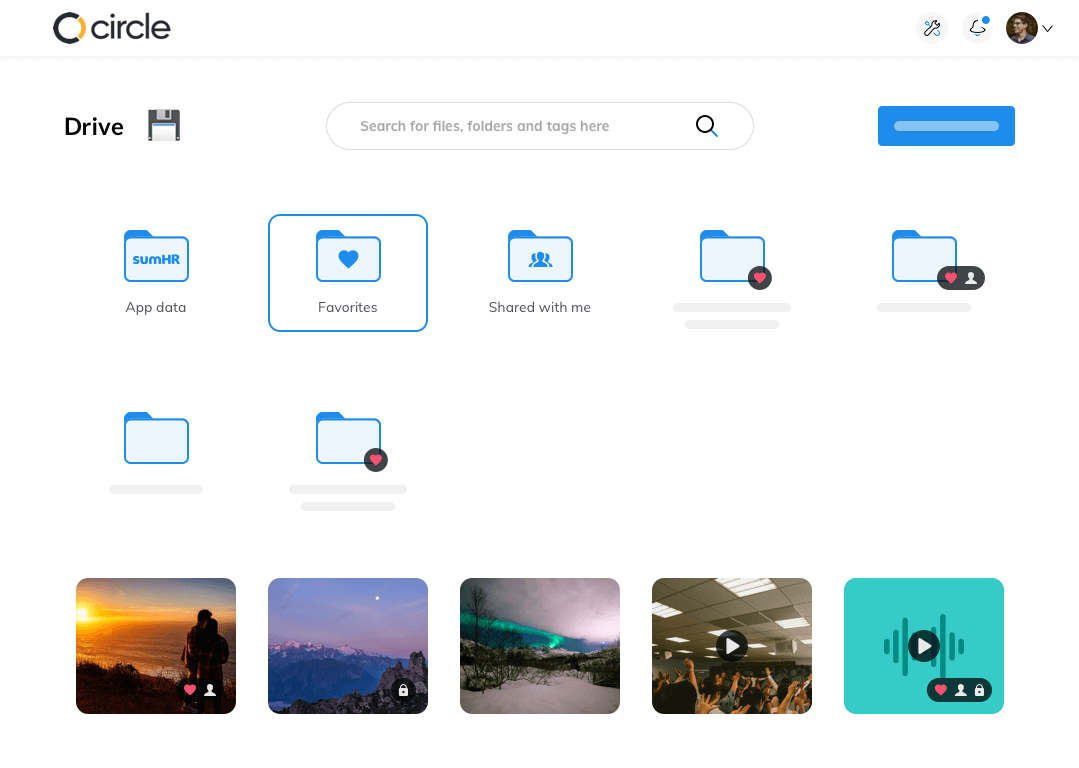 circle
Drive
Search for files, folders and tags here
sumHR
App data
Favorites
Shared with me